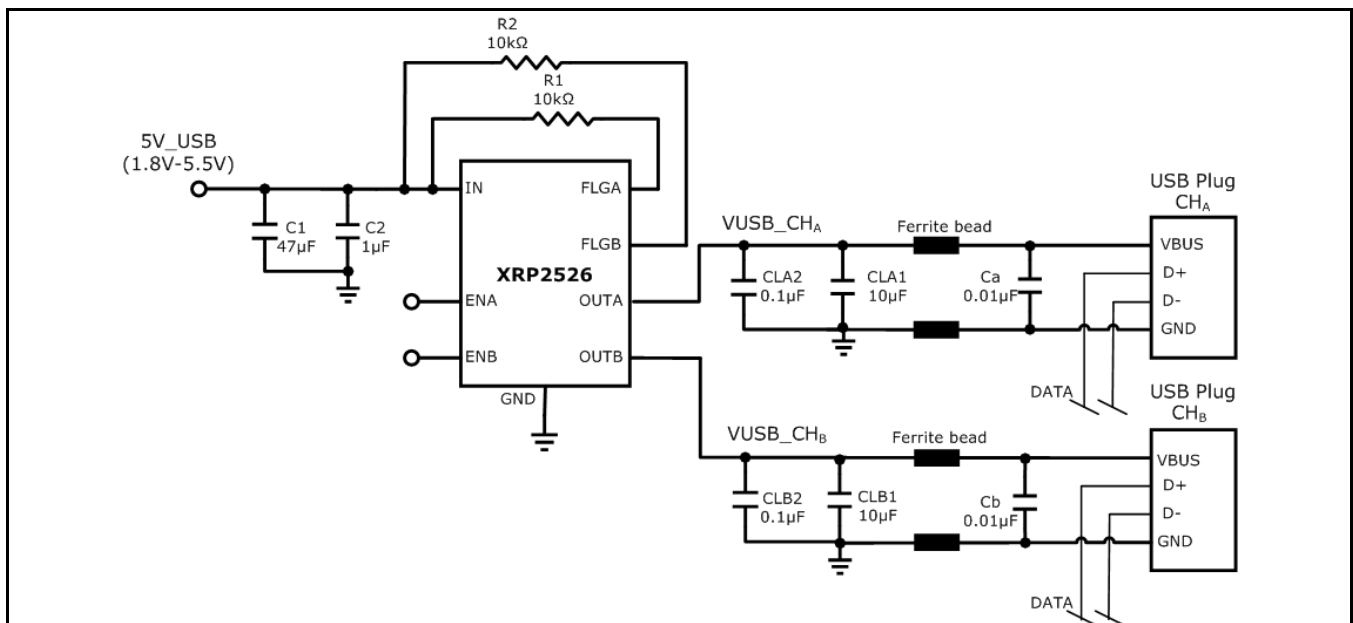 R2
10kΩ
R1
10kΩ
5V_USB
(1.8V-5.5V)
C1
47µF
C2
1µF
IN
FLGA
FLGB
XRP2526
ENA
OUTA
ENB
OUTB
GND
VUSB_CHA
Ferrite bead
CLA2
0.1µF
CLA1
10µF
Ca
0.01µF
USB Plug
CHA
VBUS
D+
D-
GND
DATA
VUSB_CHB
Ferrite bead
CLB2
0.1µF
CLB1
10µF
Cb
0.01µF
USB Plug
CHB
VBUS
D+
D-
GND
DATA